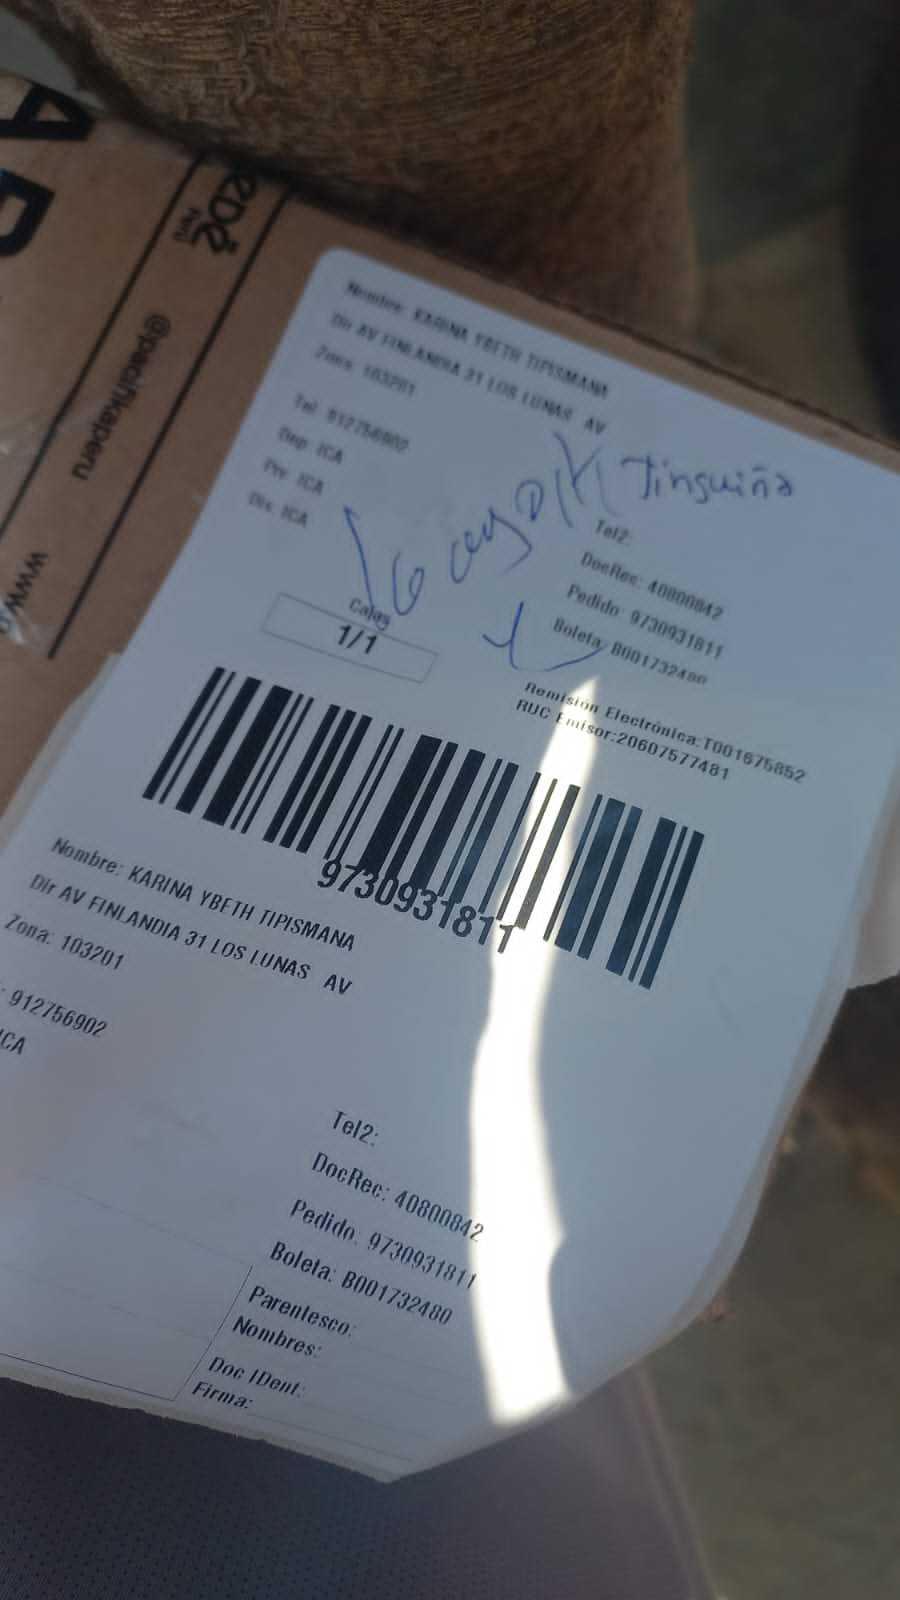 Nombre: KARINA YBETH TIPISMANA
Dir AV FINLANDIA 31 LOS LUNAS AV
Zona: 103201
Tel: 912756902
Dep. ICA
Prv. ICA
Dis. ICA
Tinguiña
Tel2:
DocRec: 40800842
Pedido: 9730931811
Boleta: B001732480
Cajas
1/1
Remisión Electrónica:T001675852
RUC Emisor:20607577481
9730931811
Nombre: KARINA YBETH TIPISMANA
Dir AV FINLANDIA 31 LOS LUNAS AV
Zona: 103201
: 912756902
ICA
Tel2:
DocRec: 40800842
Pedido. 9730931811
Boleta: B001732480
Parentesco:
Nombres:
Doc IDent:
Firma:
@pacifikaperu
www.